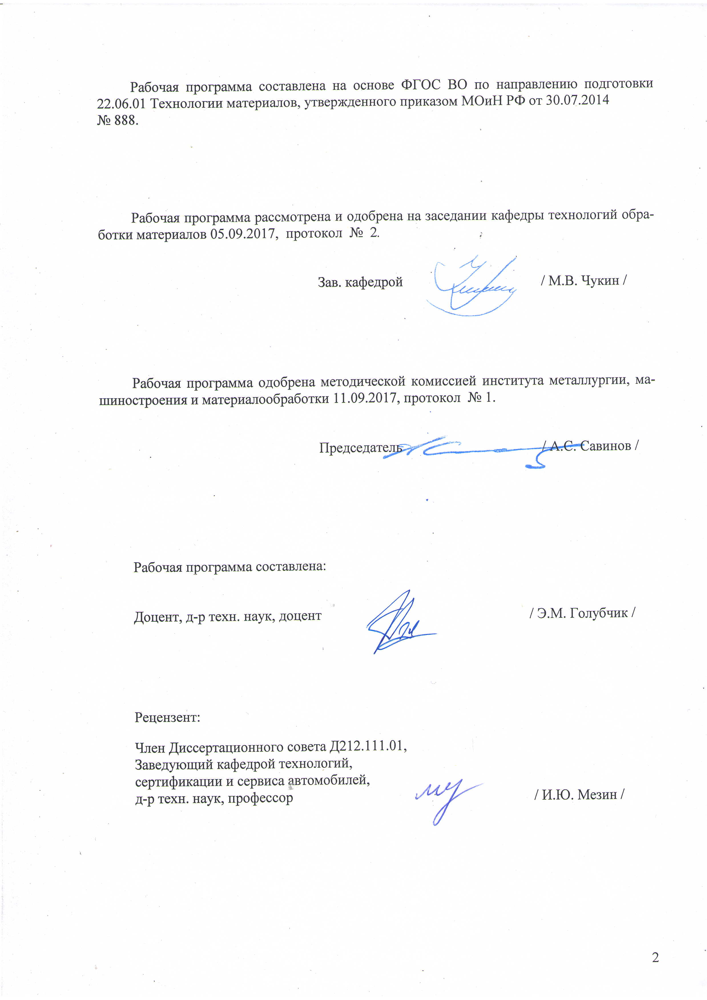 Рабочая программа составлена на основе ФГОС ВО по направлению подготовки
22.06.01 Технологии материалов, утвержденного приказом МОиН РФ от 30.07.2014
№ 888.
Рабочая программа рассмотрена и одобрена на заседании кафедры технологий обра-
ботки материалов 05.09.2017, протокол № 2.
Зав. кафедрой / М.В. Чукин /
Рабочая программа одобрена методической комиссией института металлургии, ма-
шиностроения и материалообработки 11.09.2017, протокол № 1.
Председатель / А.С. Савинов /
Рабочая программа составлена:
Доцент, д-р техн. наук, доцент / Э.М. Голубчик /
Рецензент:
Член Диссертационного совета Д212.111.01,
Заведующий кафедрой технологий,
сертификации и сервиса автомобилей,
д-р техн. наук, профессор / И.Ю. Мезин /
2